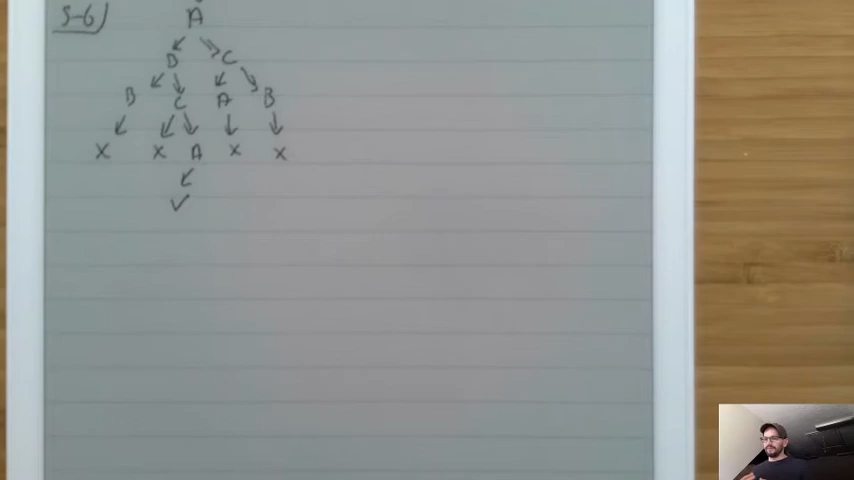 5-6)
A
B C
B C A B
X X A X X
✓